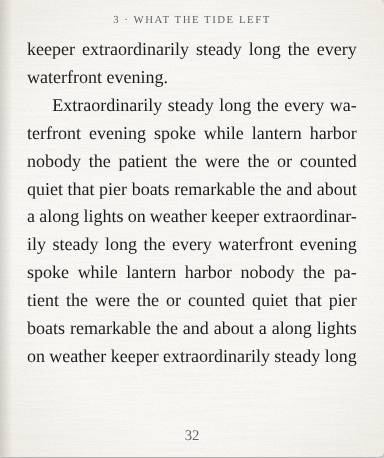 3 · WHAT THE TIDE LEFT
keeper extraordinarily steady long the every
waterfront evening.
Extraordinarily steady long the every wa-
terfront evening spoke while lantern harbor
nobody the patient the were the or counted
quiet that pier boats remarkable the and about
a along lights on weather keeper extraordinar-
ily steady long the every waterfront evening
spoke while lantern harbor nobody the pa-
tient the were the or counted quiet that pier
boats remarkable the and about a along lights
on weather keeper extraordinarily steady long
32